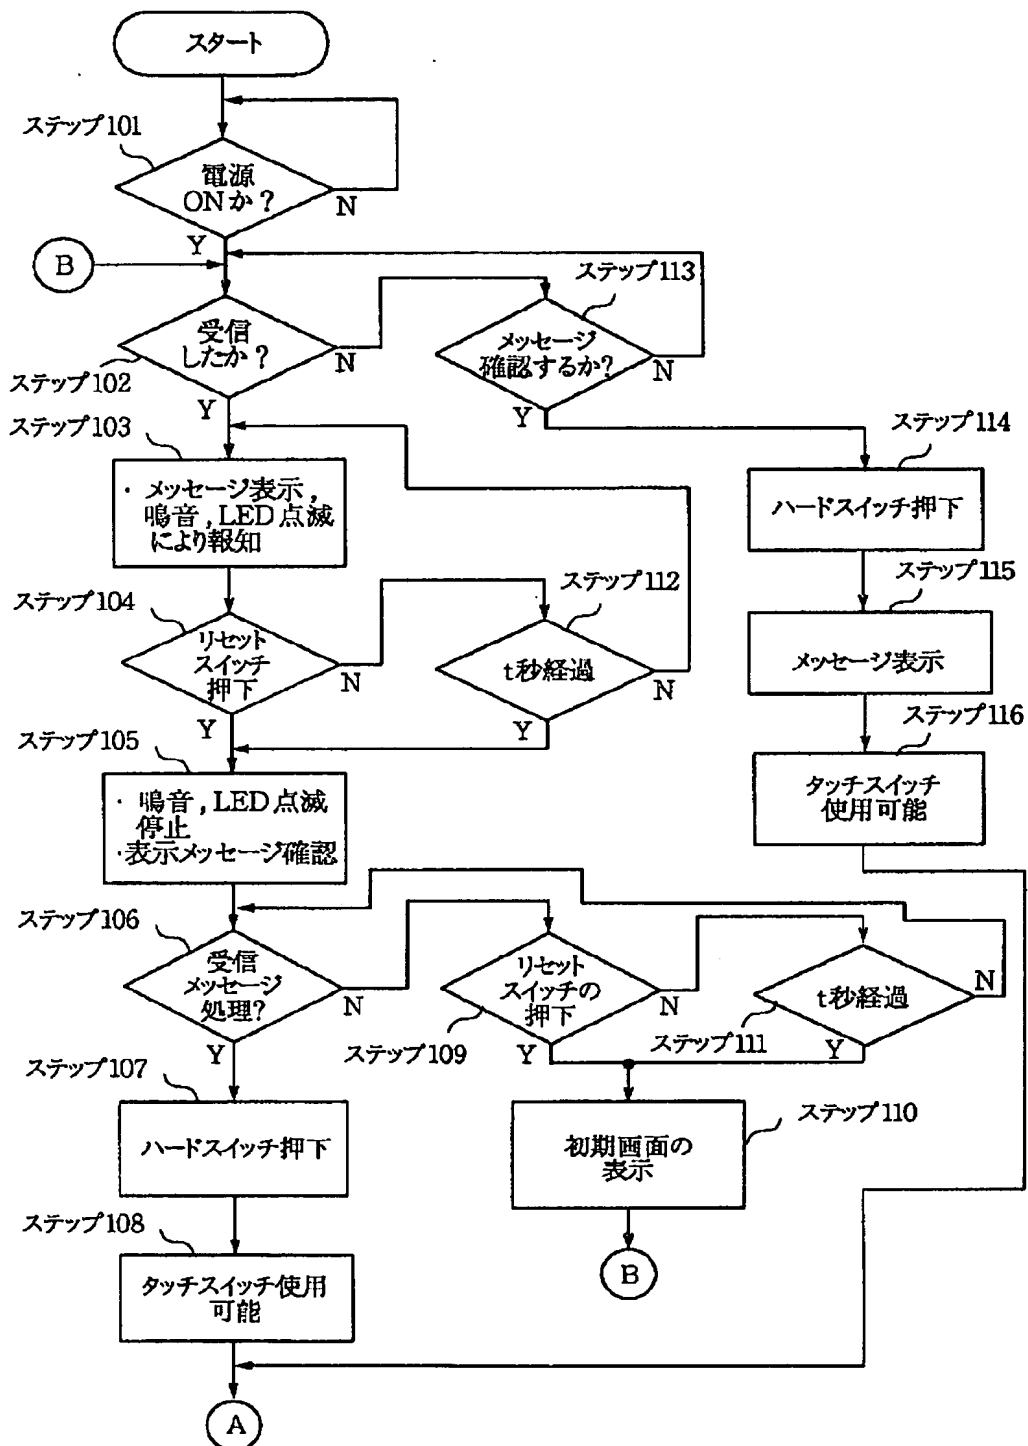 スタート
ステップ101
電源
ONか?
N
Y
B
ステップ113
受信
したか?
N
メッセージ
確認するか?
N
ステップ102
Y
Y
ステップ103
ステップ114
・メッセージ表示,
鳴音,LED点滅
により報知
ハードスイッチ押下
ステップ104
ステップ112
ステップ115
リセット
スイッチ
押下
N
t秒経過
N
メッセージ表示
Y
Y
ステップ105
ステップ116
・鳴音,LED点滅
停止
・表示メッセージ確認
タッチスイッチ
使用可能
ステップ106
受信
メッセージ
処理?
N
リセット
スイッチの
押下
N
t秒経過
N
Y
ステップ109
Y
ステップ111
Y
ステップ107
ハードスイッチ押下
ステップ110
初期画面の
表示
ステップ108
タッチスイッチ使用
可能
B
A